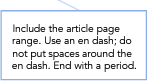 Include the article page
range. Use an en dash; do
not put spaces around the
en dash. End with a period.